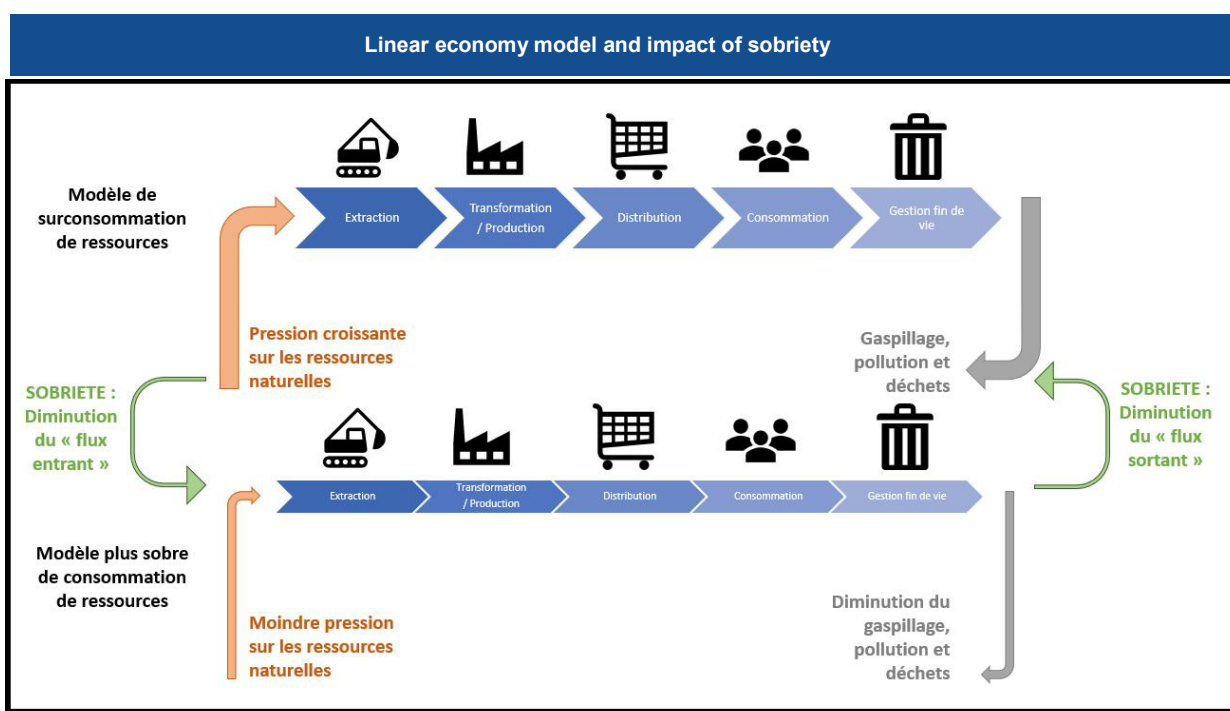 Linear economy model and impact of sobriety
Modèle de
surconsommation
de ressources
Extraction
Transformation
/ Production
Distribution
Consommation
Gestion fin de
vie
Pression croissante
sur les ressources
naturelles
Gaspillage,
pollution et
déchets
SOBRIETE :
Diminution
du « flux
entrant »
SOBRIETE :
Diminution
du « flux
sortant »
Extraction
Transformation
/ Production
Distribution
Consommation
Gestion fin de vie
Modèle plus sobre
de consommation
de ressources
Moindre pression
sur les ressources
naturelles
Diminution du
gaspillage,
pollution et
déchets